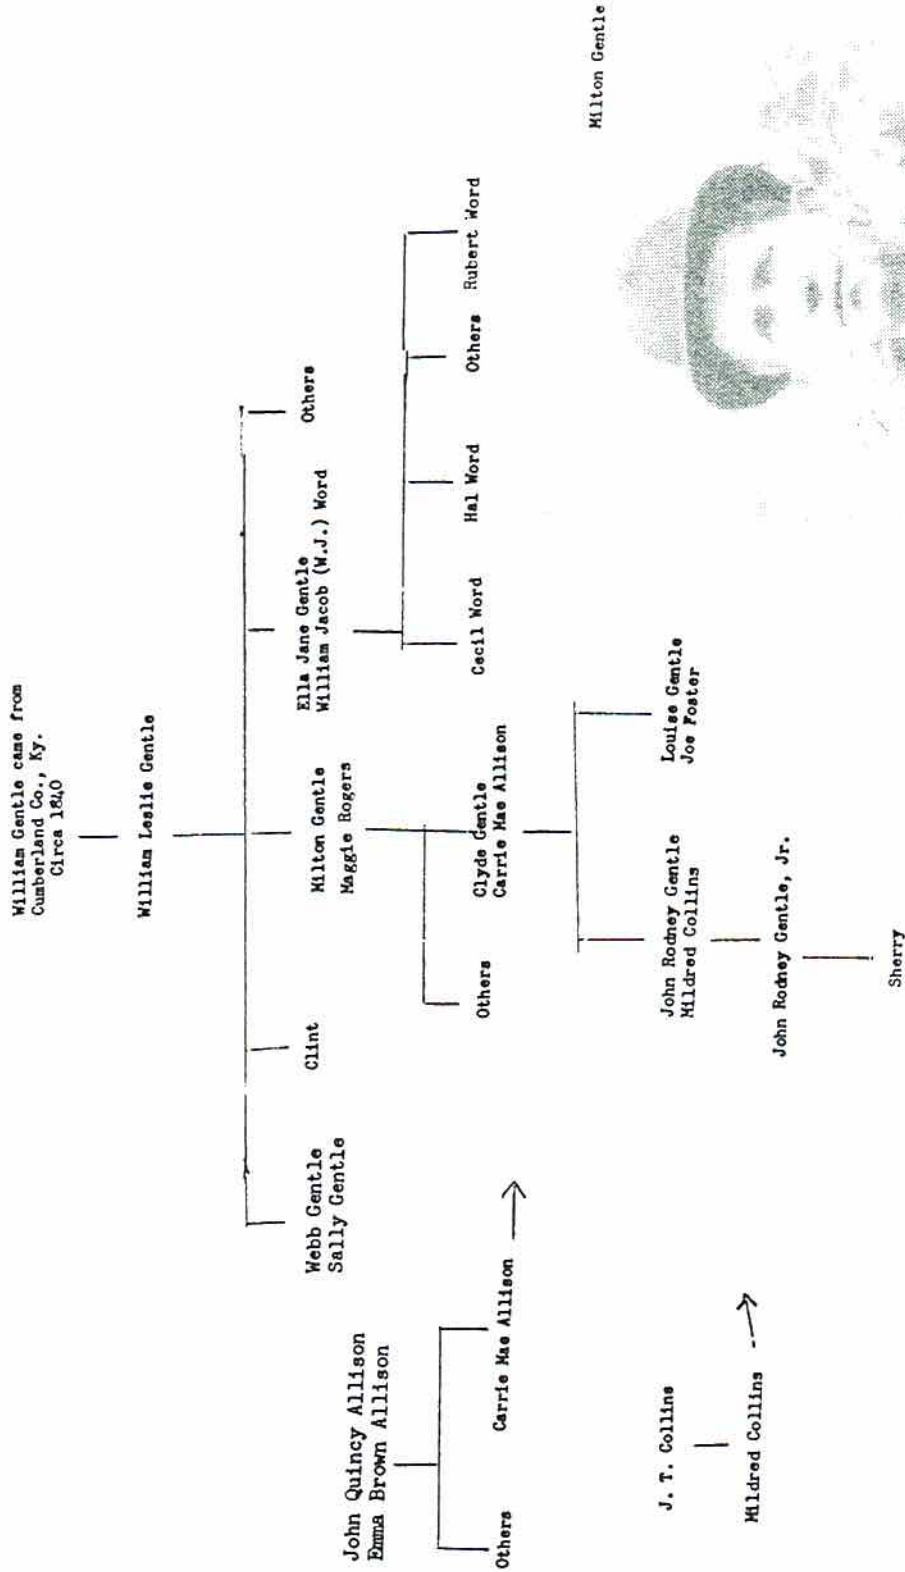 William Gentle came from
Cumberland Co., Ky.
Circa 1840
William Leslie Gentle
Webb Gentle
Sally Gentle
Clint
Milton Gentle
Maggie Rogers
Ella Jane Gentle
William Jacob (W.J.) Word
Others
John Quincy Allison
Emma Brown Allison
Others
Carrie Mae Allison
Others
Clyde Gentle
Carrie Mae Allison
Cecil Word
Hal Word
Others
Rubert Word
Milton Gentle
J. T. Collins
Mildred Collins
John Rodney Gentle
Mildred Collins
Louise Gentle
Joe Foster
John Rodney Gentle, Jr.
Sherry